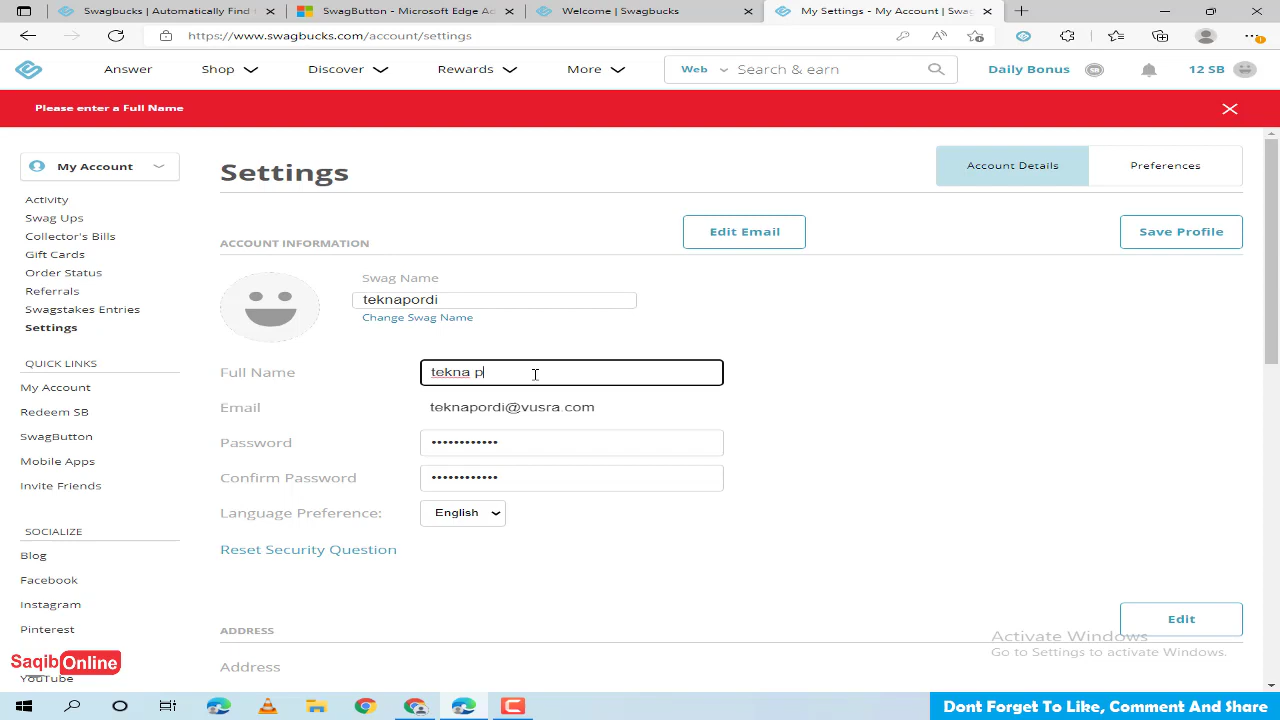 Swagbucks | Automatically Find
SwagButton - Microsoft Edge Ad
Welcome | Swagbucks
My Settings - My Account | Swag
https://www.swagbucks.com/account/settings
Answer
Shop
Discover
Rewards
More
Web
Search & earn
Daily Bonus
SB
12 SB
Please enter a Full Name
My Account
Activity
Swag Ups
Collector's Bills
Gift Cards
Order Status
Referrals
Swagstakes Entries
Settings
QUICK LINKS
My Account
Redeem SB
SwagButton
Mobile Apps
Invite Friends
SOCIALIZE
Blog
Facebook
Instagram
Pinterest
YouTube
Settings
Account Details
Preferences
ACCOUNT INFORMATION
Edit Email
Save Profile
Swag Name
teknapordi
Change Swag Name
Full Name
tekna p
Email
teknapordi@vusra.com
Password
••••••••••••
Confirm Password
••••••••••••
Language Preference:
English
Reset Security Question
ADDRESS
Edit
Address
Activate Windows
Go to Settings to activate Windows.
Saqib Online
Dont Forget To Like, Comment And Share